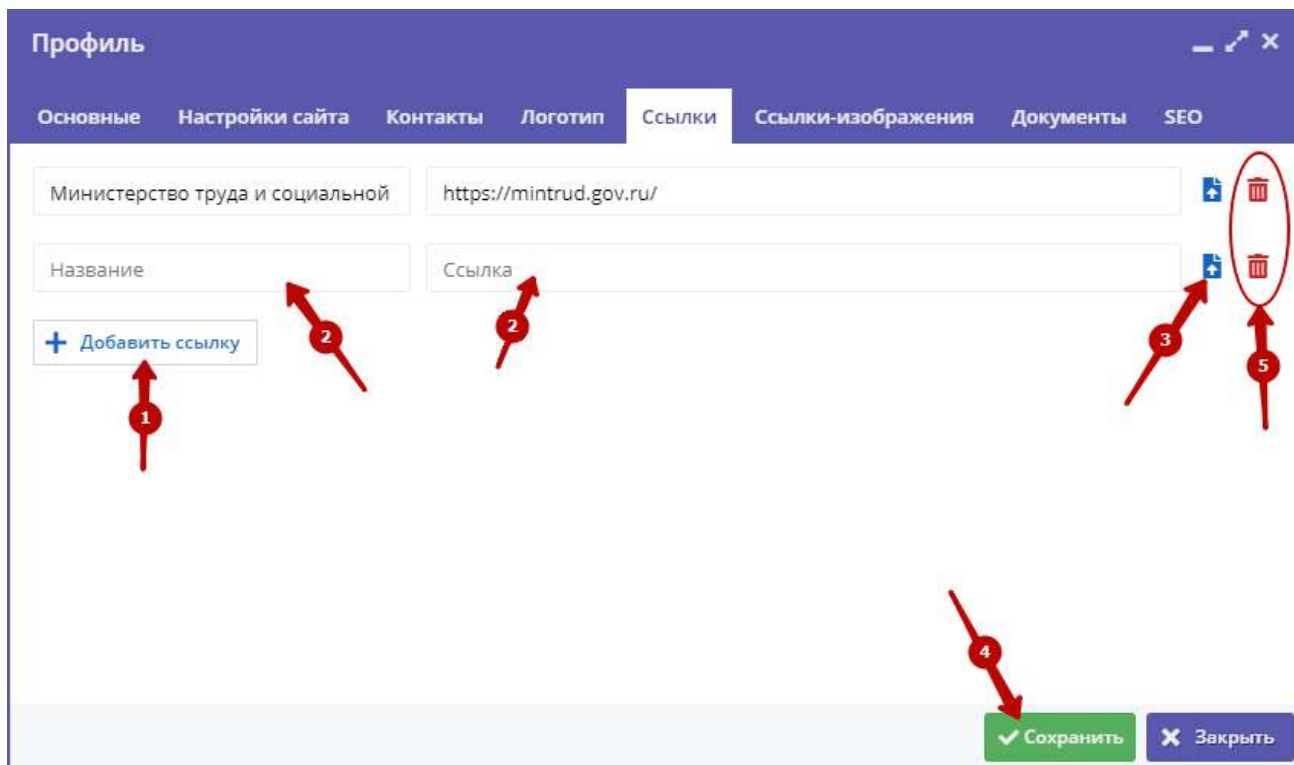 Профиль
Основные Настройки сайта Контакты Логотип Ссылки Ссылки-изображения Документы SEO
Министерство труда и социальной https://mintrud.gov.ru/
Название Ссылка
2 2 3 5
Добавить ссылку
1
4
Сохранить Закрыть